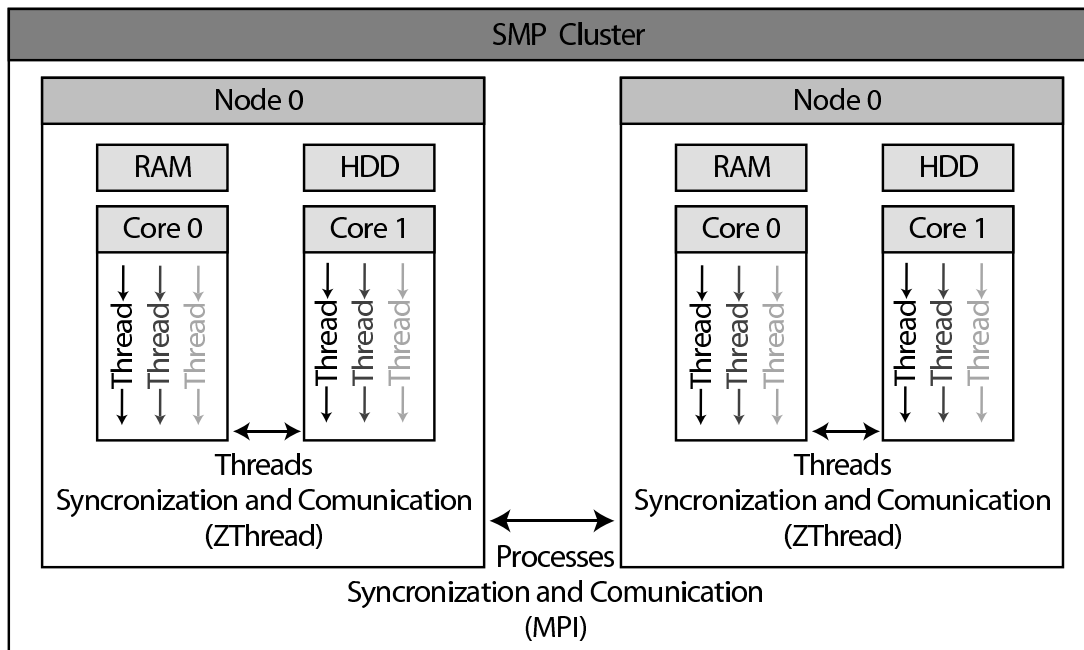 SMP Cluster
Node 0
RAM
HDD
Core 0
Core 1
Thread
Thread
Thread
Thread
Thread
Thread
Threads
Syncronization and Comunication
(ZThread)
Node 0
RAM
HDD
Core 0
Core 1
Thread
Thread
Thread
Thread
Thread
Thread
Threads
Syncronization and Comunication
(ZThread)
Processes
Syncronization and Comunication
(MPI)